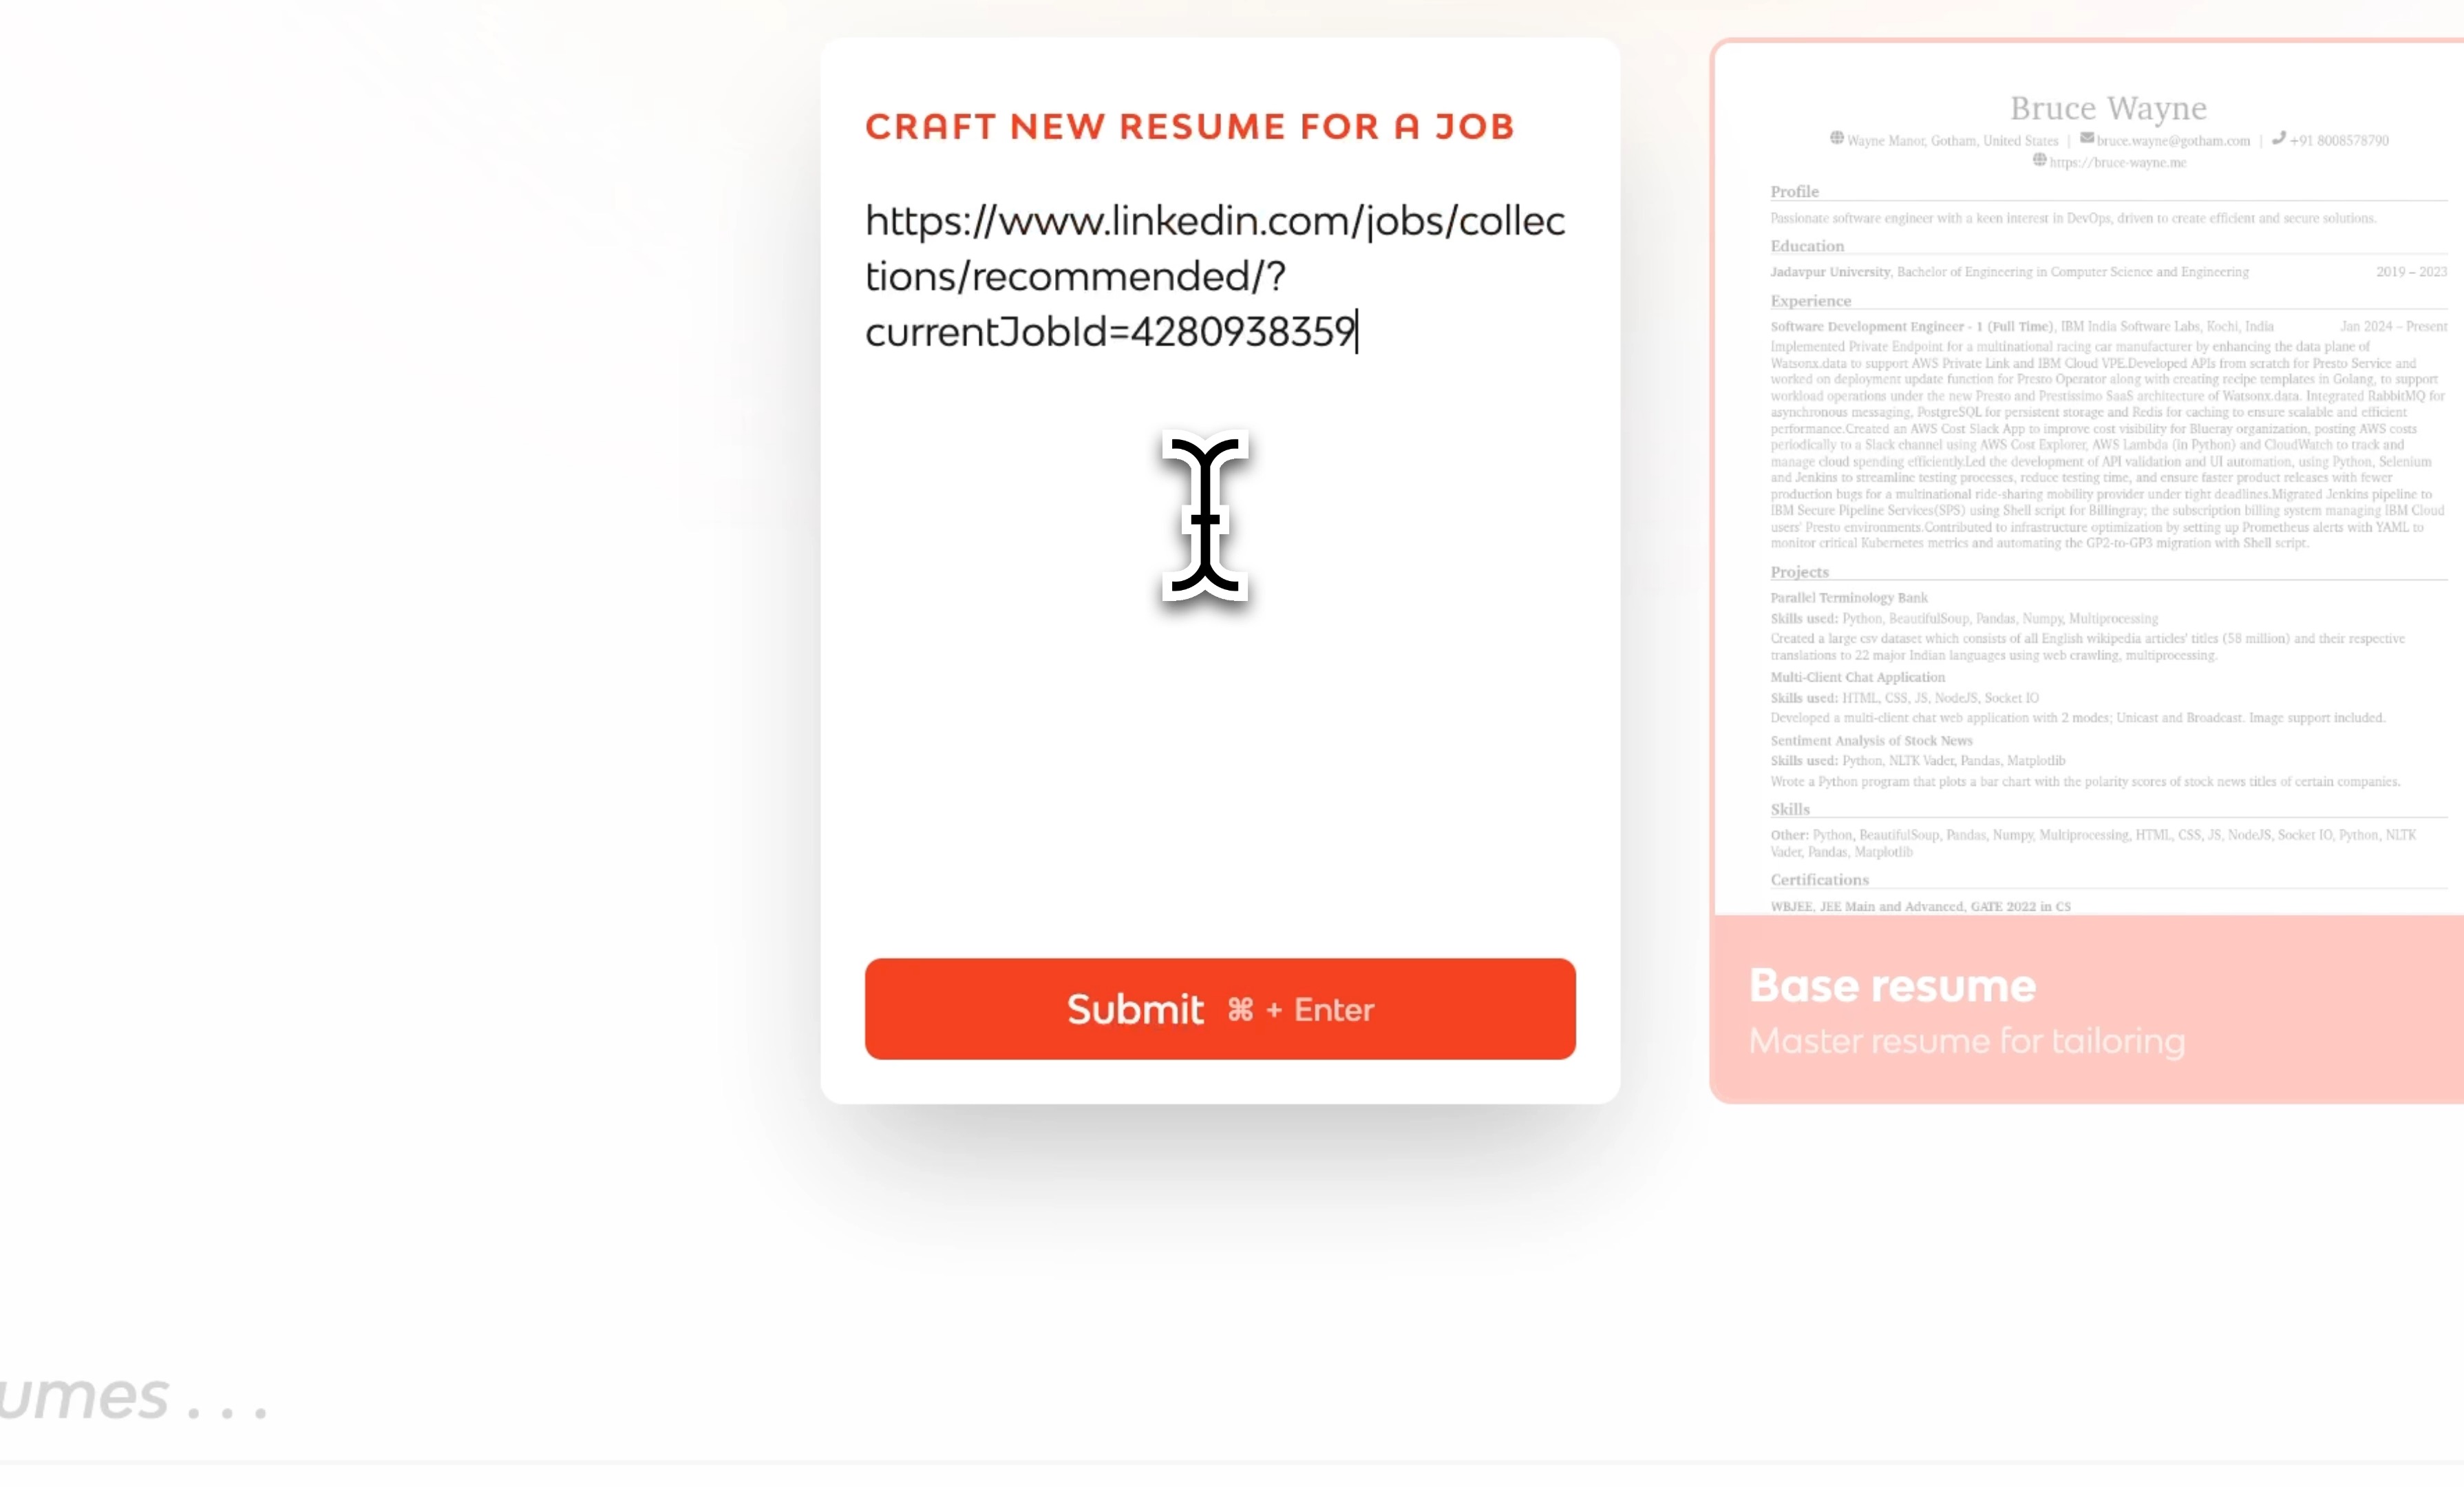 CRAFT NEW RESUME FOR A JOB
https://www.linkedin.com/jobs/collec
tions/recommended/?
currentJobId=4280938359
Submit ⌘ + Enter
Bruce Wayne
Wayne Manor, Gotham, United States | bruce.wayne@gotham.com | +91 8008578790
https://bruce-wayne.me
Profile
Passionate software engineer with a keen interest in DevOps, driven to create efficient and secure solutions.
Education
Jadavpur University, Bachelor of Engineering in Computer Science and Engineering 2019 – 2023
Experience
Software Development Engineer - 1 (Full Time), IBM India Software Labs, Kochi, India Jan 2024 – Present
Implemented Private Endpoint for a multinational racing car manufacturer by enhancing the data plane of
Watsonx.data to support AWS Private Link and IBM Cloud VPE.Developed APIs from scratch for Presto Service and
worked on deployment update function for Presto Operator along with creating recipe templates in Golang, to support
workload operations under the new Presto and Prestissimo SaaS architecture of Watsonx.data. Integrated RabbitMQ for
asynchronous messaging, PostgreSQL for persistent storage and Redis for caching to ensure scalable and efficient
performance.Created an AWS Cost Slack App to improve cost visibility for Blueray organization, posting AWS costs
periodically to a Slack channel using AWS Cost Explorer, AWS Lambda (in Python) and CloudWatch to track and
manage cloud spending efficiently.Led the development of API validation and UI automation, using Python, Selenium
and Jenkins to streamline testing processes, reduce testing time, and ensure faster product releases with fewer
production bugs for a multinational ride-sharing mobility provider under tight deadlines.Migrated Jenkins pipeline to
IBM Secure Pipeline Services(SPS) using Shell script for Billingray; the subscription billing system managing IBM Cloud
users' Presto environments.Contributed to infrastructure optimization by setting up Prometheus alerts with YAML to
monitor critical Kubernetes metrics and automating the GP2-to-GP3 migration with Shell script.
Projects
Parallel Terminology Bank
Skills used: Python, BeautifulSoup, Pandas, Numpy, Multiprocessing
Created a large csv dataset which consists of all English wikipedia articles' titles (58 million) and their respective
translations to 22 major Indian languages using web crawling, multiprocessing.
Multi-Client Chat Application
Skills used: HTML, CSS, JS, NodeJS, Socket IO
Developed a multi-client chat web application with 2 modes; Unicast and Broadcast. Image support included.
Sentiment Analysis of Stock News
Skills used: Python, NLTK Vader, Pandas, Matplotlib
Wrote a Python program that plots a bar chart with the polarity scores of stock news titles of certain companies.
Skills
Other: Python, BeautifulSoup, Pandas, Numpy, Multiprocessing, HTML, CSS, JS, NodeJS, Socket IO, Python, NLTK
Vader, Pandas, Matplotlib
Certifications
WBJEE, JEE Main and Advanced, GATE 2022 in CS
Base resume
Master resume for tailoring
umes . . .